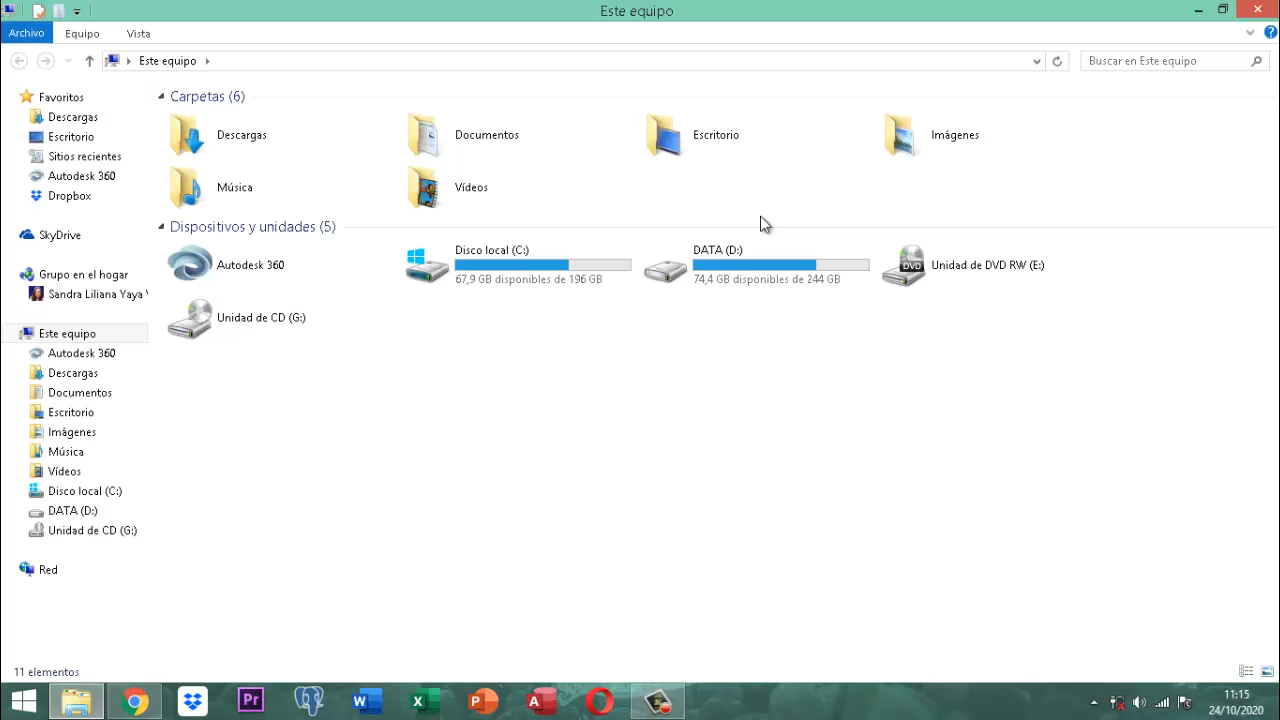 Este equipo
Archivo Equipo Vista
Este equipo
Buscar en Este equipo
Favoritos
Descargas
Escritorio
Sitios recientes
Autodesk 360
Dropbox
SkyDrive
Grupo en el hogar
Sandra Liliana Yaya
Este equipo
Autodesk 360
Descargas
Documentos
Escritorio
Imágenes
Música
Vídeos
Disco local (C:)
DATA (D:)
Unidad de CD (G:)
Red
Carpetas (6)
Descargas
Documentos
Escritorio
Imágenes
Música
Vídeos
Dispositivos y unidades (5)
Autodesk 360
Disco local (C:)
67,9 GB disponibles de 196 GB
DATA (D:)
74,4 GB disponibles de 244 GB
DVD
Unidad de DVD RW (E:)
Unidad de CD (G:)
11 elementos
Pr
W
X
P
A
11:15
24/10/2020